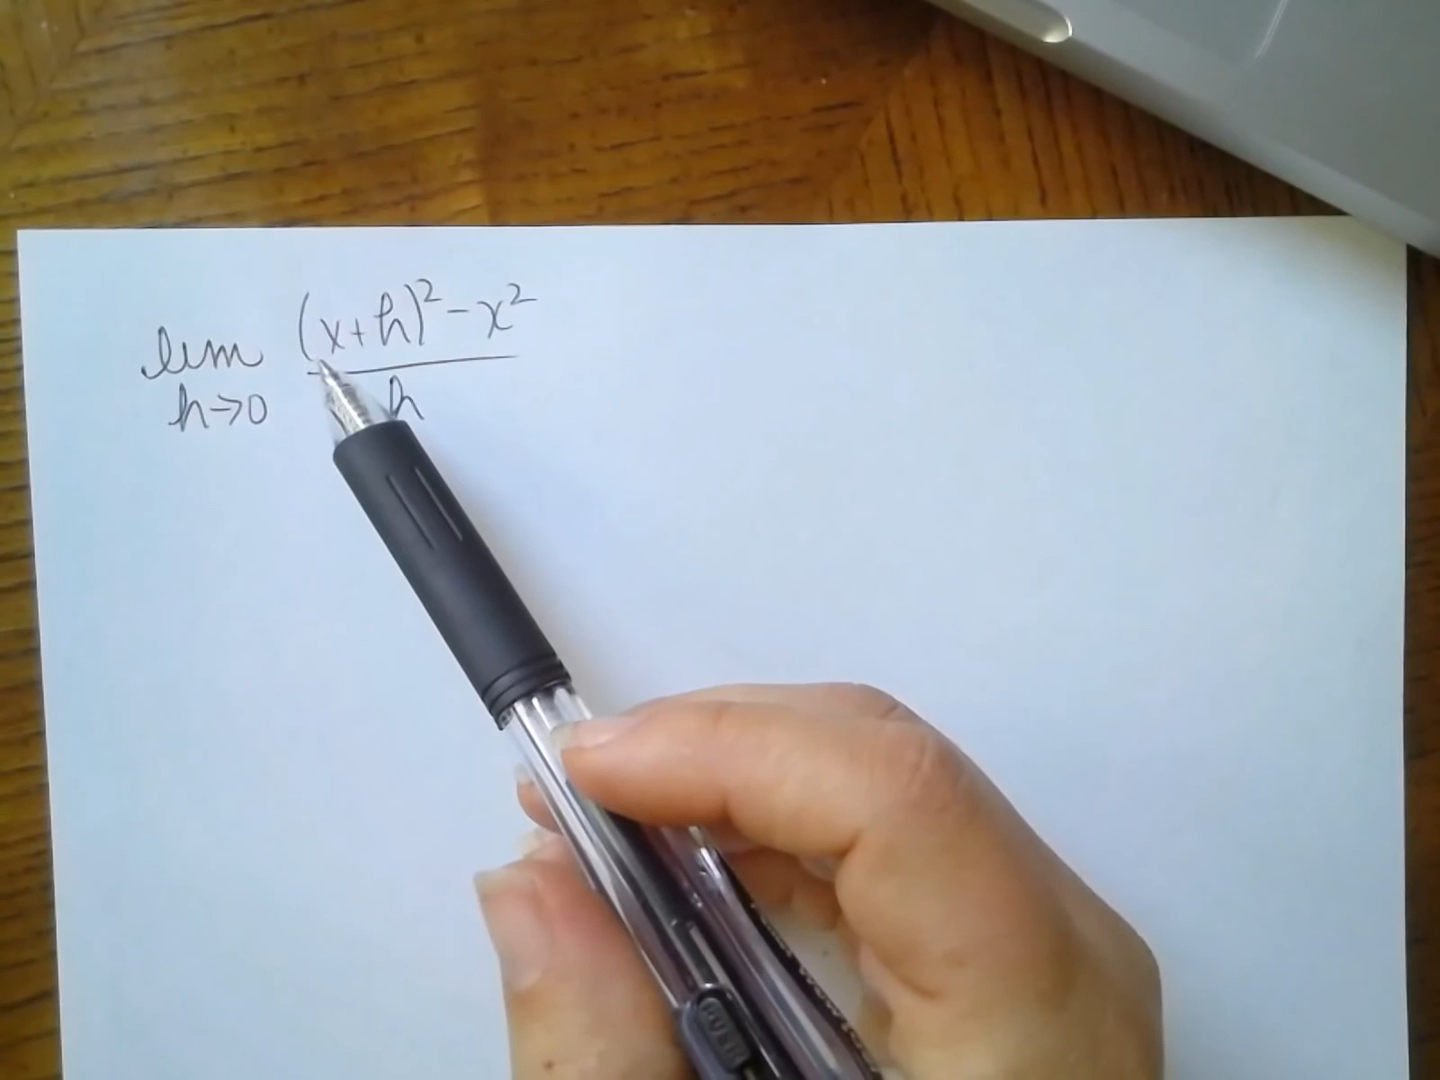 lim (x+h)² - x²
h→0 h